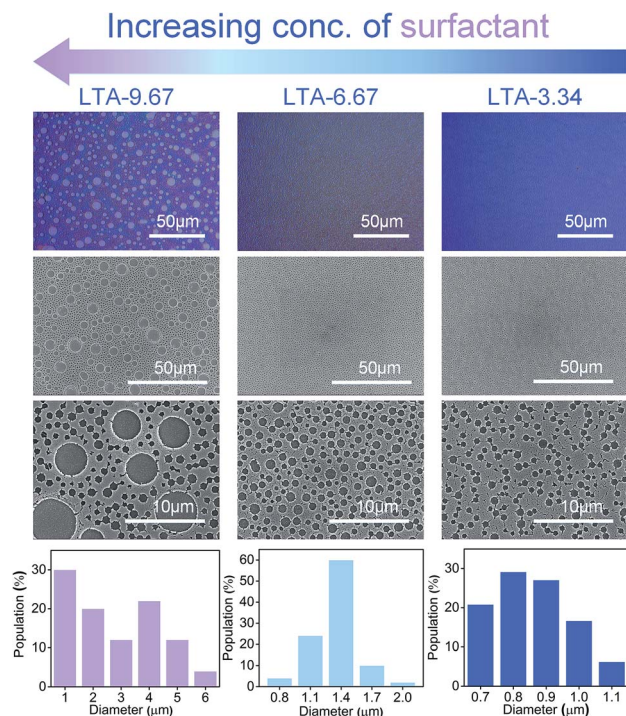 Increasing conc. of surfactant
LTA-9.67 LTA-6.67 LTA-3.34
50μm 50μm 50μm
50μm 50μm 50μm
10μm 10μm 10μm
Population (%)
30
20
10
0
1 2 3 4 5 6
Diameter (μm)
Population (%)
60
50
40
30
20
10
0
0.8 1.1 1.4 1.7 2.0
Diameter (μm)
Population (%)
30
20
10
0
0.7 0.8 0.9 1.0 1.1
Diameter (μm)